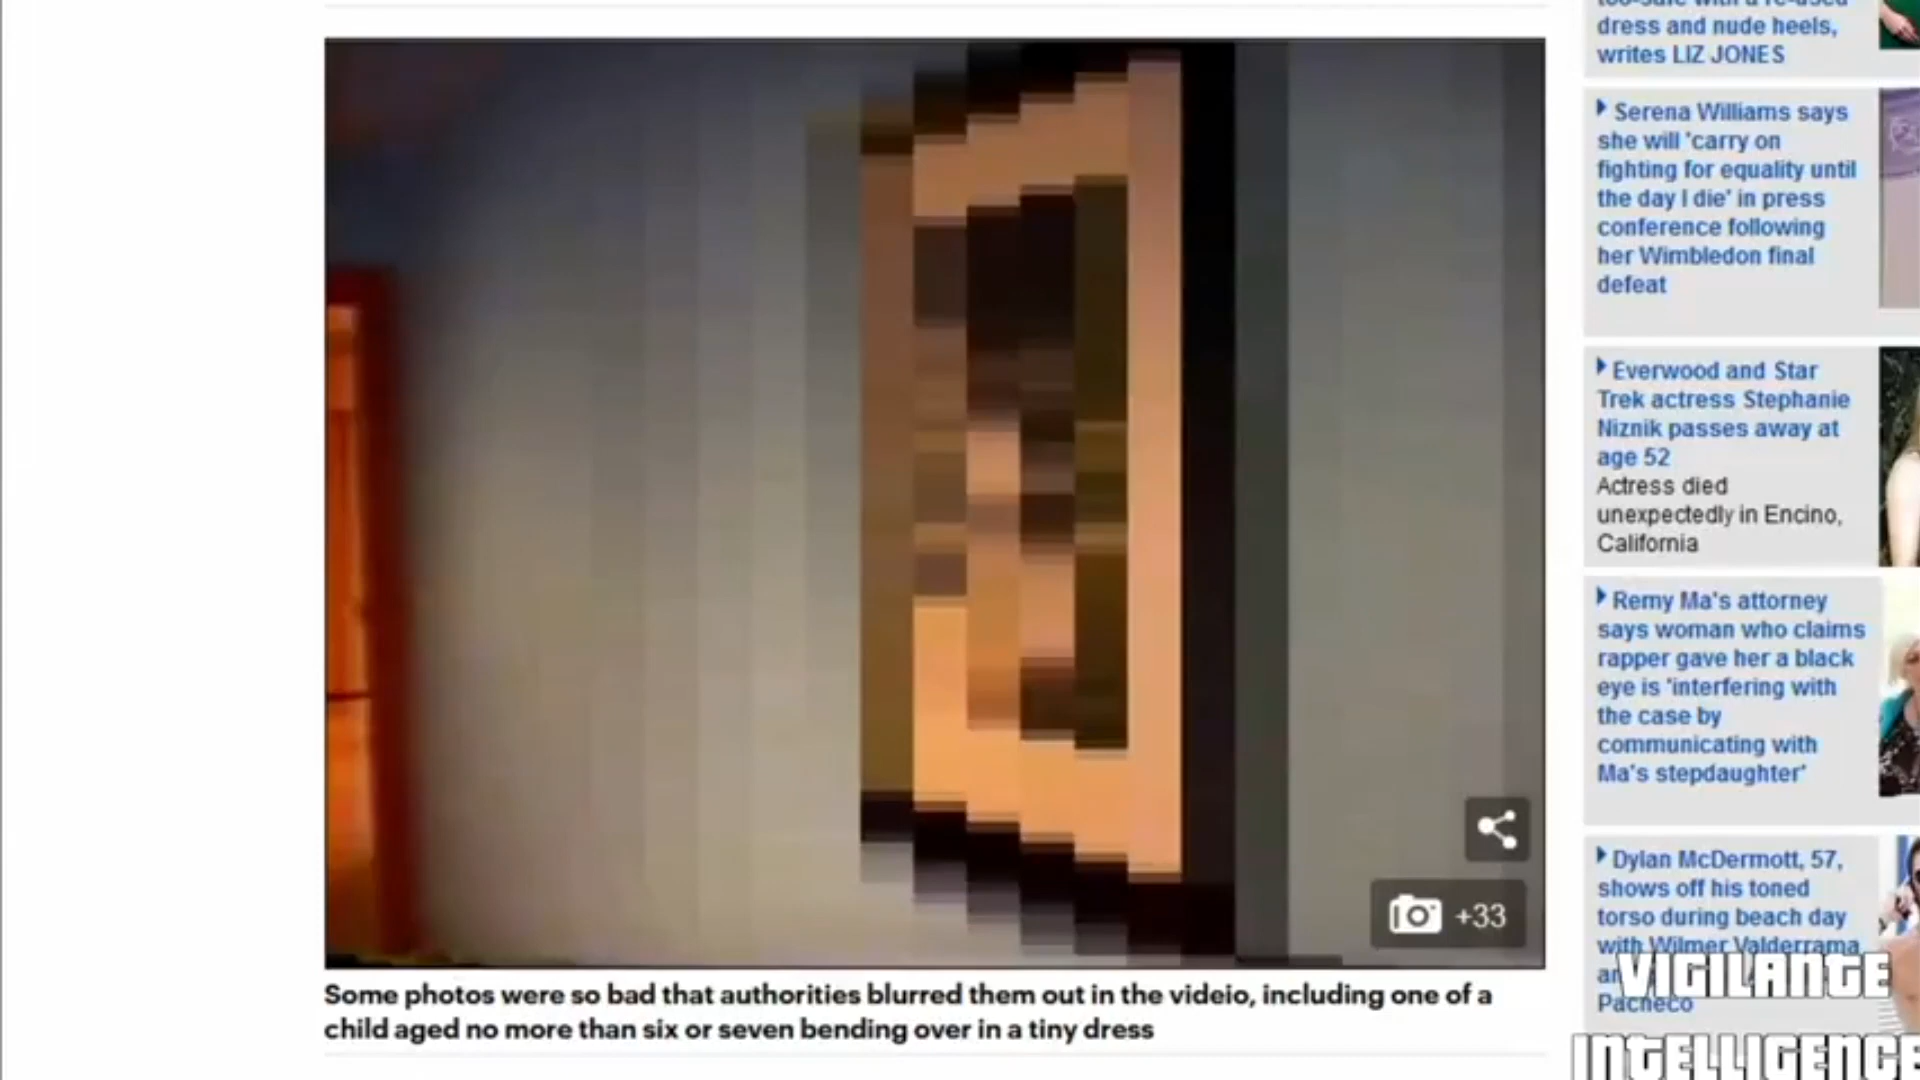 Some photos were so bad that authorities blurred them out in the videio, including one of a
child aged no more than six or seven bending over in a tiny dress
+33
dress and nude heels,
writes LIZ JONES
Serena Williams says
she will 'carry on
fighting for equality until
the day I die' in press
conference following
her Wimbledon final
defeat
Everwood and Star
Trek actress Stephanie
Niznik passes away at
age 52
Actress died
unexpectedly in Encino,
California
Remy Ma's attorney
says woman who claims
rapper gave her a black
eye is 'interfering with
the case by
communicating with
Ma's stepdaughter'
Dylan McDermott, 57,
shows off his toned
torso during beach day
with Wilmer Valderrama
Pacheco
VIGILANTE
INTELLIGENCE